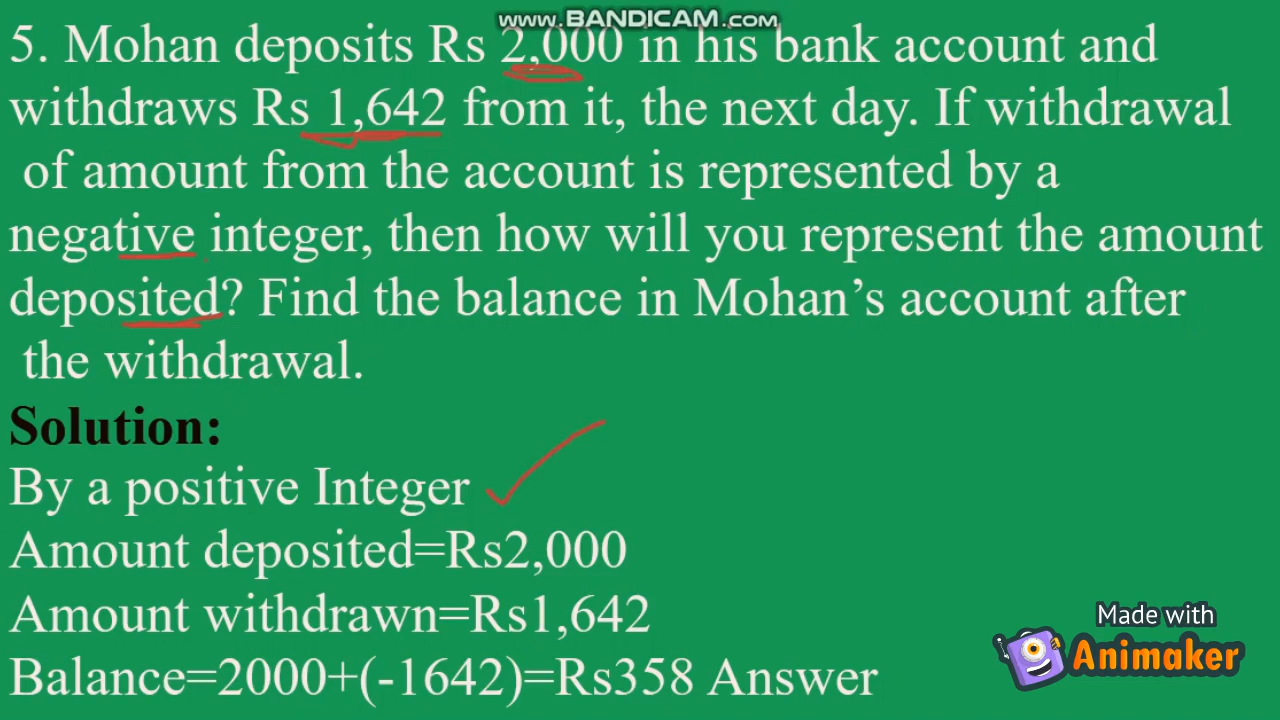 www.BANDICAM.com
5. Mohan deposits Rs 2,000 in his bank account and
withdraws Rs 1,642 from it, the next day. If withdrawal
of amount from the account is represented by a
negative integer, then how will you represent the amount
deposited? Find the balance in Mohan’s account after
the withdrawal.
Solution:
By a positive Integer
Amount deposited=Rs2,000
Amount withdrawn=Rs1,642
Balance=2000+(-1642)=Rs358 Answer
Made with
Animaker